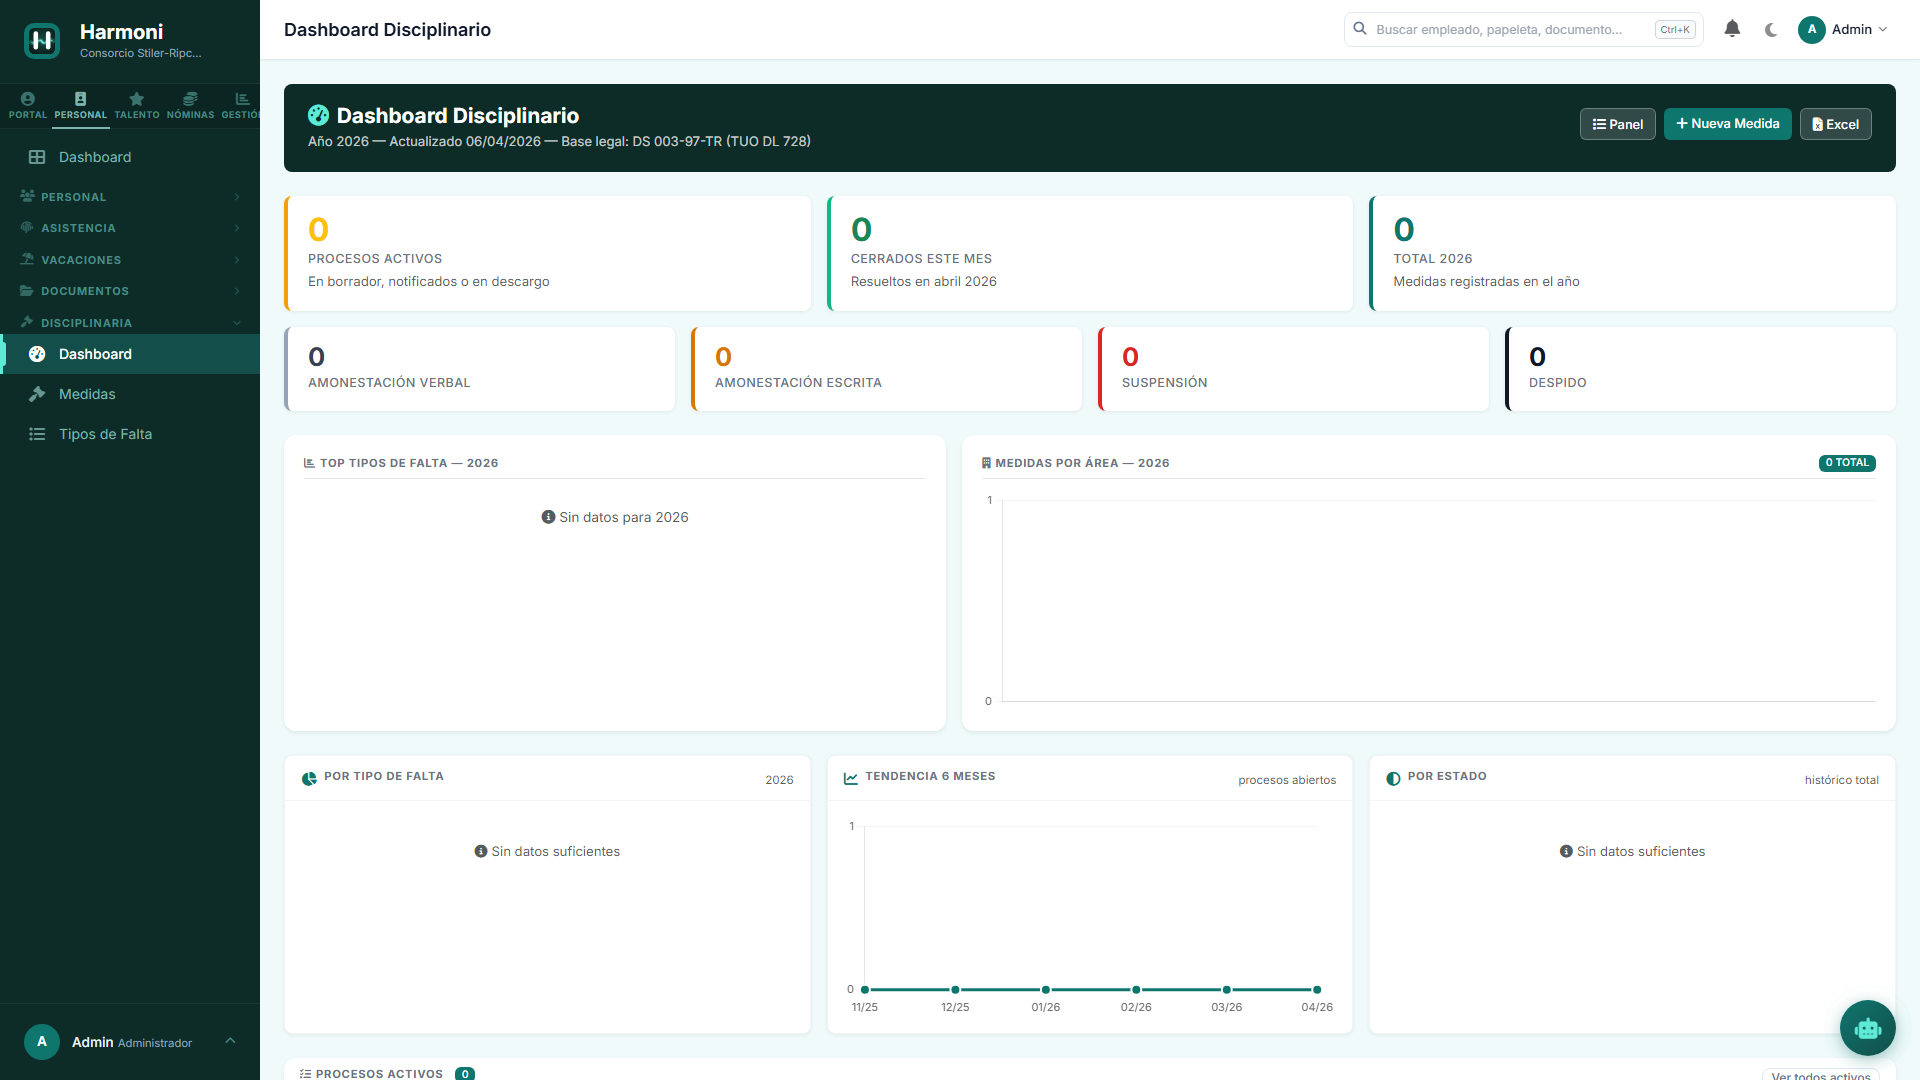 Harmoni
Consorcio Stiler-Ripc...
PORTAL
PERSONAL
TALENTO
NÓMINAS
GESTIÓN
Dashboard
PERSONAL
ASISTENCIA
VACACIONES
DOCUMENTOS
DISCIPLINARIA
Dashboard
Medidas
Tipos de Falta
A
Admin Administrador
Dashboard Disciplinario
Buscar empleado, papeleta, documento...
Ctrl+K
A
Admin
Dashboard Disciplinario
Año 2026 — Actualizado 06/04/2026 — Base legal: DS 003-97-TR (TUO DL 728)
Panel
+ Nueva Medida
Excel
0
PROCESOS ACTIVOS
En borrador, notificados o en descargo
0
CERRADOS ESTE MES
Resueltos en abril 2026
0
TOTAL 2026
Medidas registradas en el año
0
AMONESTACIÓN VERBAL
0
AMONESTACIÓN ESCRITA
0
SUSPENSIÓN
0
DESPIDO
TOP TIPOS DE FALTA — 2026
Sin datos para 2026
MEDIDAS POR ÁREA — 2026
0 TOTAL
1
0
POR TIPO DE FALTA
2026
Sin datos suficientes
TENDENCIA 6 MESES
procesos abiertos
1
0
11/25
12/25
01/26
02/26
03/26
04/26
POR ESTADO
histórico total
Sin datos suficientes
PROCESOS ACTIVOS
0
Ver todos activos